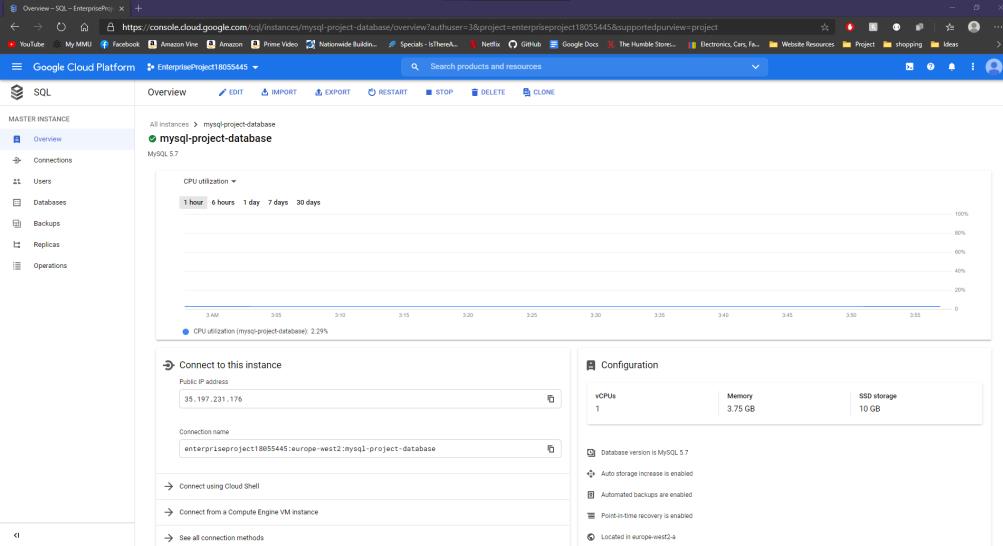 Overview – SQL – EnterpriseProj
https://console.cloud.google.com/sql/instances/mysql-project-database/overview?authuser=3&project=enterpriseproject18055445&supportedpurview=project
YouTube My MMU Facebook Amazon Vine Amazon Prime Video Nationwide Buildin... Specials - IsThereA... Netflix GitHub Google Docs The Humble Store... Electronics, Cars, Fa... Website Resources Project shopping Ideas
Google Cloud Platform EnterpriseProject18055445 Search products and resources
SQL
Overview EDIT IMPORT EXPORT RESTART STOP DELETE CLONE
MASTER INSTANCE
Overview
Connections
Users
Databases
Backups
Replicas
Operations
All instances > mysql-project-database
mysql-project-database
MySQL 5.7
CPU utilization
1 hour 6 hours 1 day 7 days 30 days
100%
80%
60%
40%
20%
0
3 AM 3:05 3:10 3:15 3:20 3:25 3:30 3:35 3:40 3:45 3:50 3:55
CPU utilization (mysql-project-database): 2.29%
Connect to this instance
Public IP address
35.197.231.176
Connection name
enterpriseproject18055445:europe-west2:mysql-project-database
Connect using Cloud Shell
Connect from a Compute Engine VM instance
See all connection methods
Configuration
vCPUs Memory SSD storage
1 3.75 GB 10 GB
Database version is MySQL 5.7
Auto storage increase is enabled
Automated backups are enabled
Point-in-time recovery is enabled
Located in europe-west2-a